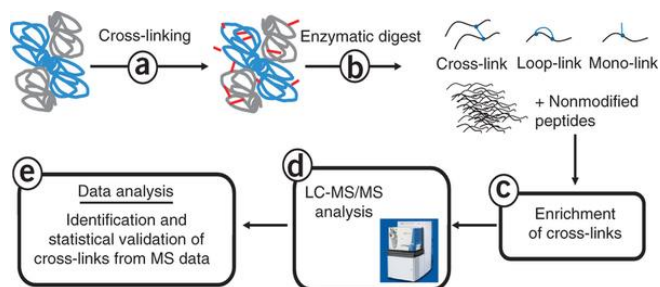 Cross-linking
a
Enzymatic digest
b
Cross-link Loop-link Mono-link
+ Nonmodified
peptides
c
Enrichment
of cross-links
d
LC-MS/MS
analysis
e
Data analysis
Identification and
statistical validation of
cross-links from MS data